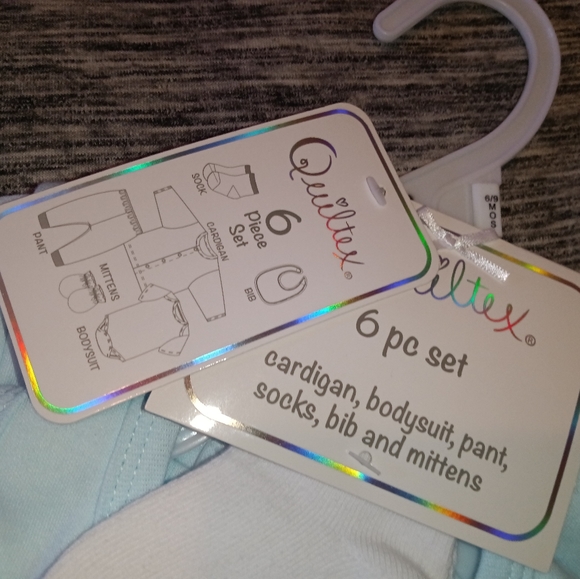 Quiltex®
6
Piece
Set
SOCK
CARDIGAN
PANT
MITTENS
BIB
BODYSUIT
iltex®
6 pc set
cardigan, bodysuit, pant,
socks, bib and mittens